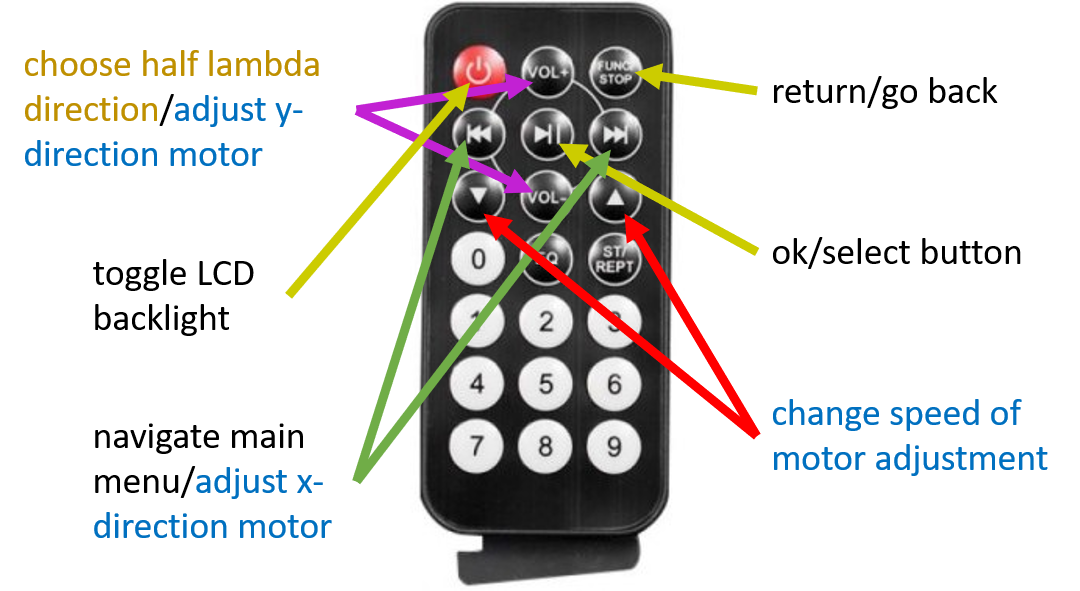 choose half lambda
direction/adjust y-
direction motor
toggle LCD
backlight
navigate main
menu/adjust x-
direction motor
VOL+
FUNC/
STOP
VOL-
0
EQ
ST/
REPT
1
2
3
4
5
6
7
8
9
return/go back
ok/select button
change speed of
motor adjustment